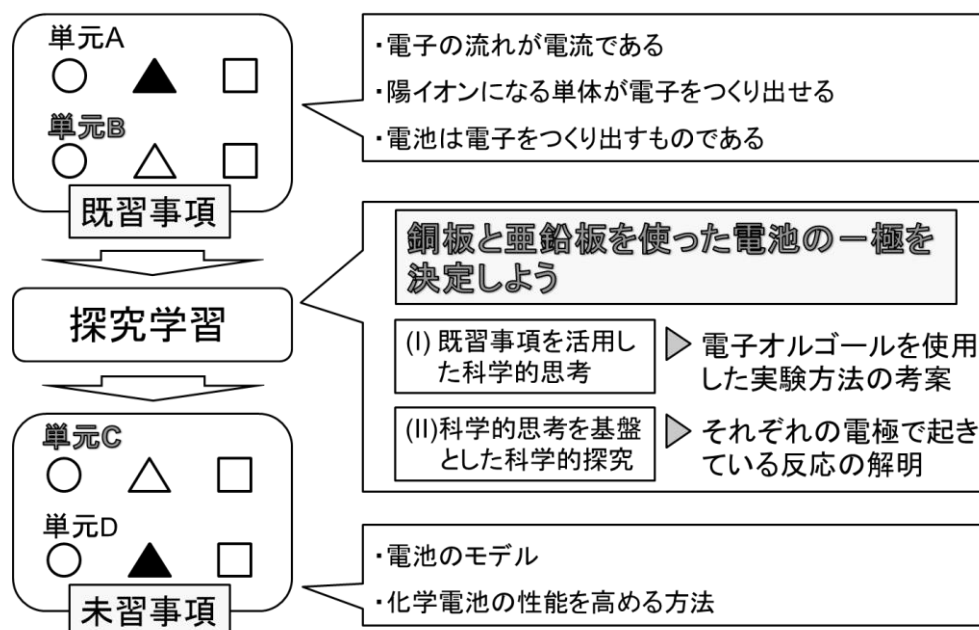 単元A
単元B
既習事項
・電子の流れが電流である
・陽イオンになる単体が電子をつくり出せる
・電池は電子をつくり出すものである
探究学習
銅板と亜鉛板を使った電池の－極を
決定しよう
(I) 既習事項を活用し
た科学的思考
電子オルゴールを使用
した実験方法の考案
(II)科学的思考を基盤
とした科学的探究
それぞれの電極で起き
ている反応の解明
単元C
単元D
未習事項
・電池のモデル
・化学電池の性能を高める方法